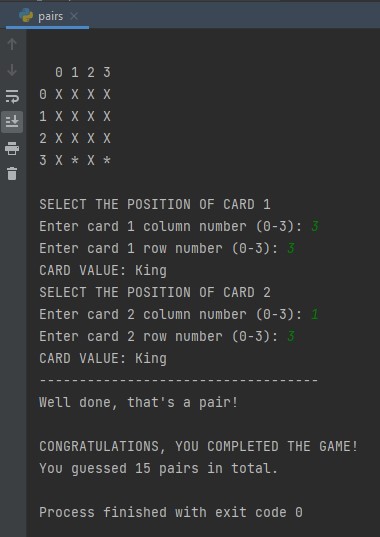 pairs
  0 1 2 3
0 X X X X
1 X X X X
2 X X X X
3 X * X *
SELECT THE POSITION OF CARD 1
Enter card 1 column number (0-3): 3
Enter card 1 row number (0-3): 3
CARD VALUE: King
SELECT THE POSITION OF CARD 2
Enter card 2 column number (0-3): 1
Enter card 2 row number (0-3): 3
CARD VALUE: King
-----------------------------------
Well done, that's a pair!
CONGRATULATIONS, YOU COMPLETED THE GAME!
You guessed 15 pairs in total.
Process finished with exit code 0